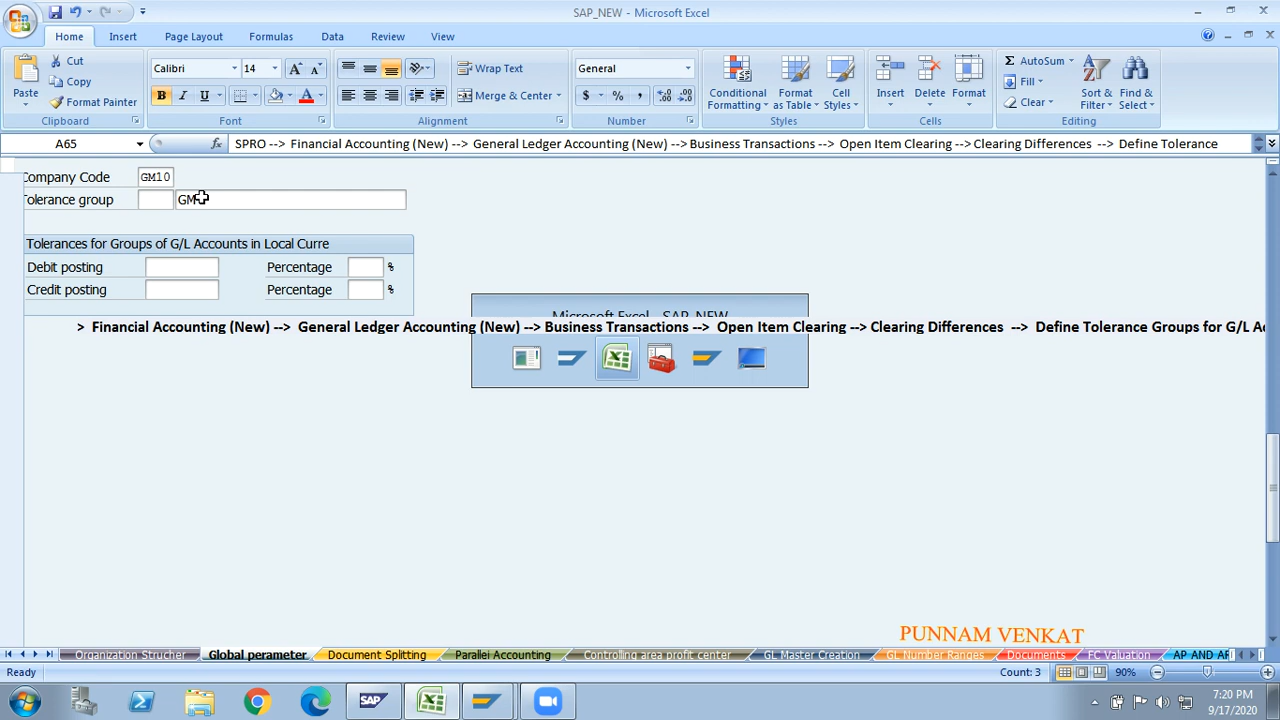 SAP_NEW - Microsoft Excel
Home Insert Page Layout Formulas Data Review View
Cut
Copy
Format Painter
Paste
Calibri 14
Wrap Text
Merge & Center
General
Conditional Formatting
Format as Table
Cell Styles
Insert Delete Format
AutoSum
Fill
Clear
Sort & Filter
Find & Select
Clipboard Font Alignment Number Styles Cells Editing
A65 fx SPRO --> Financial Accounting (New) --> General Ledger Accounting (New) --> Business Transactions --> Open Item Clearing --> Clearing Differences --> Define Tolerance
Company Code GM10
Tolerance group GM
Tolerances for Groups of G/L Accounts in Local Curre
Debit posting Percentage %
Credit posting Percentage %
Microsoft Excel - SAP_NEW
> Financial Accounting (New) --> General Ledger Accounting (New) --> Business Transactions --> Open Item Clearing --> Clearing Differences --> Define Tolerance Groups for G/L Ac
PUNNAM VENKAT
Organization Strucher Global perameter Document Splitting Parallel Accounting Controlling area profit center GL Master Creation GL Number Ranges Documents FC Valuation AP AND AR
Ready Count: 3 90%
SAP
7:20 PM
9/17/2020